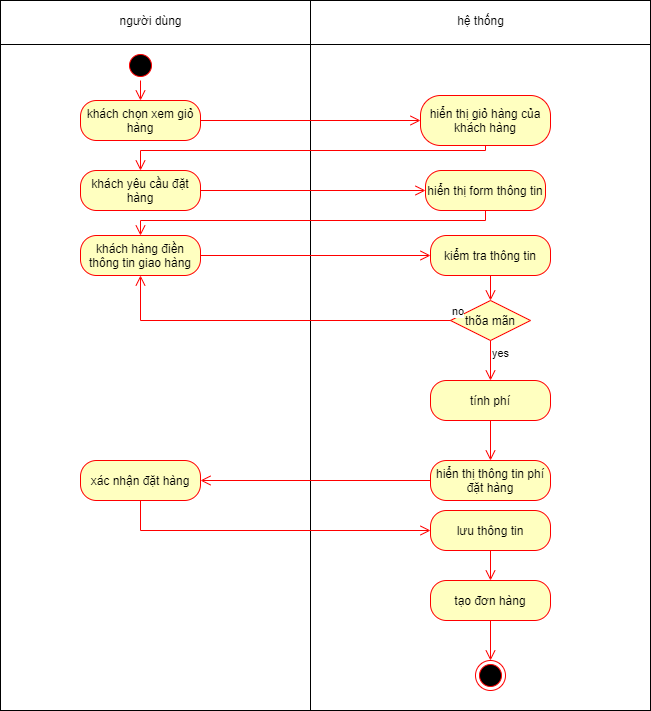 người dùng
hệ thống
khách chọn xem giỏ
hàng
hiển thị giỏ hàng của
khách hàng
khách yêu cầu đặt
hàng
hiển thị form thông tin
khách hàng điền
thông tin giao hàng
kiểm tra thông tin
no
thõa mãn
yes
tính phí
xác nhận đặt hàng
hiển thị thông tin phí
đặt hàng
lưu thông tin
tạo đơn hàng